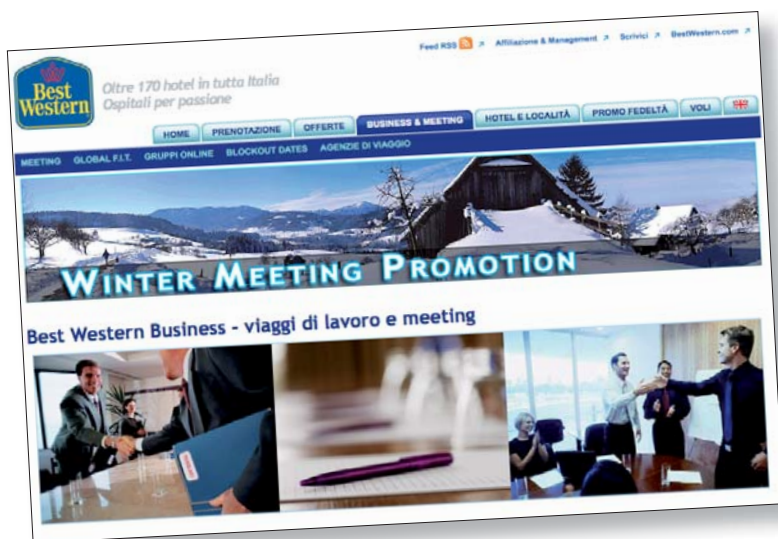 Feed RSS Affiliazione & Management Scrivici BestWestern.com
Best
Western
Oltre 170 hotel in tutta Italia
Ospitali per passione
HOME PRENOTAZIONE OFFERTE BUSINESS & MEETING HOTEL E LOCALITÀ PROMO FEDELTÀ VOLI
MEETING GLOBAL F.I.T. GRUPPI ONLINE BLOCKOUT DATES AGENZIE DI VIAGGIO
WINTER MEETING PROMOTION
Best Western Business - viaggi di lavoro e meeting